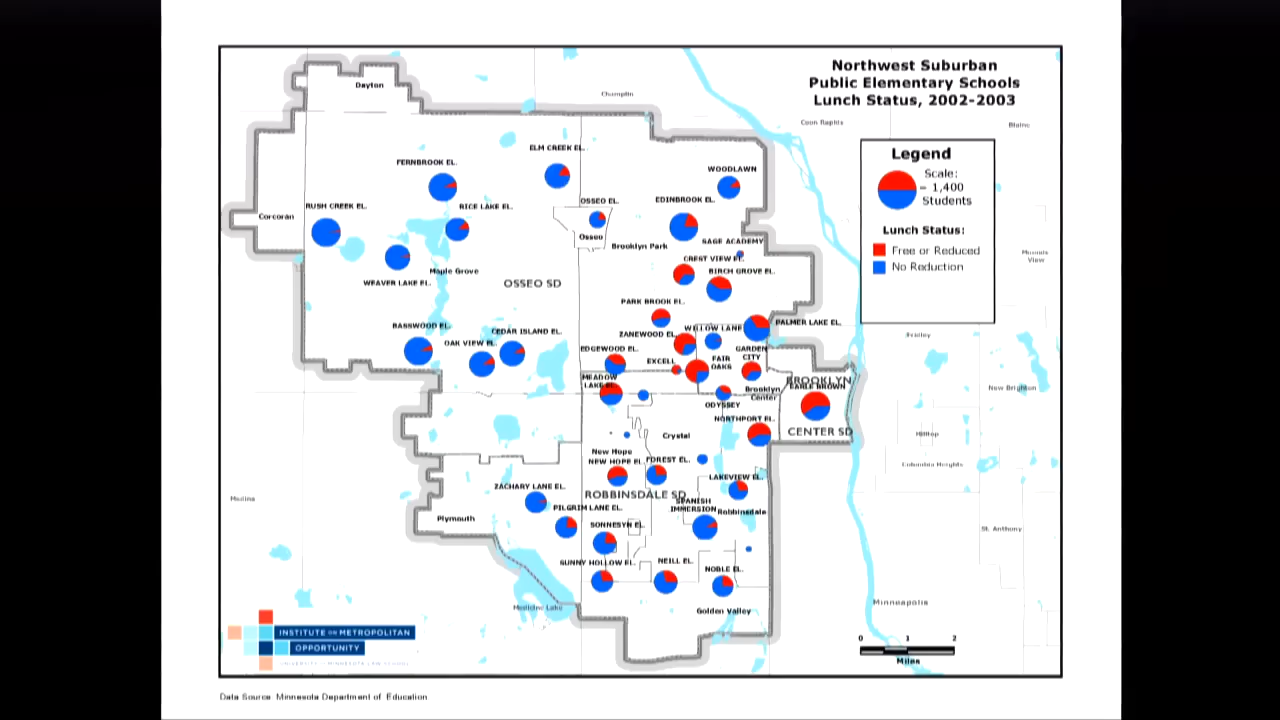 Northwest Suburban
Public Elementary Schools
Lunch Status, 2002-2003
Legend
Scale:
= 1,400
Students
Lunch Status:
Free or Reduced
No Reduction
Dayton
Champlin
Coon Rapids
Blaine
ELM CREEK EL.
FERNBROOK EL.
WOODLAWN
RUSH CREEK EL.
RICE LAKE EL.
OSSEO EL.
EDINBROOK EL.
Corcoran
Osseo
Brooklyn Park
SAGE ACADEMY
CREST VIEW EL.
Mounds
View
Maple Grove
BIRCH GROVE EL.
WEAVER LAKE EL.
OSSEO SD
PARK BROOK EL.
BASSWOOD EL.
CEDAR ISLAND EL.
ZANEWOOD EL.
WILLOW LANE
PALMER LAKE EL.
Fridley
OAK VIEW EL.
EDGEWOOD EL.
EXCELL
FAIR
OAKS
GARDEN
CITY
MEADOW
LAKE EL.
BROOKLYN
EARLE BROWN
Brooklyn
Center
New Brighton
ODYSSEY
NORTHPORT EL.
CENTER SD
Crystal
Hilltop
New Hope
NEW HOPE EL.
FOREST EL.
Columbia Heights
LAKEVIEW EL.
ZACHARY LANE EL.
ROBBINSDALE SD
Medina
SPANISH
IMMERSION
Robbinsdale
PILGRIM LANE EL.
Plymouth
SONNESYN EL.
St. Anthony
SUNNY HOLLOW EL.
NEILL EL.
NOBLE EL.
Medicine Lake
Golden Valley
Minneapolis
INSTITUTE ON METROPOLITAN
OPPORTUNITY
UNIVERSITY OF MINNESOTA LAW SCHOOL
0 1 2
Miles
Data Source: Minnesota Department of Education